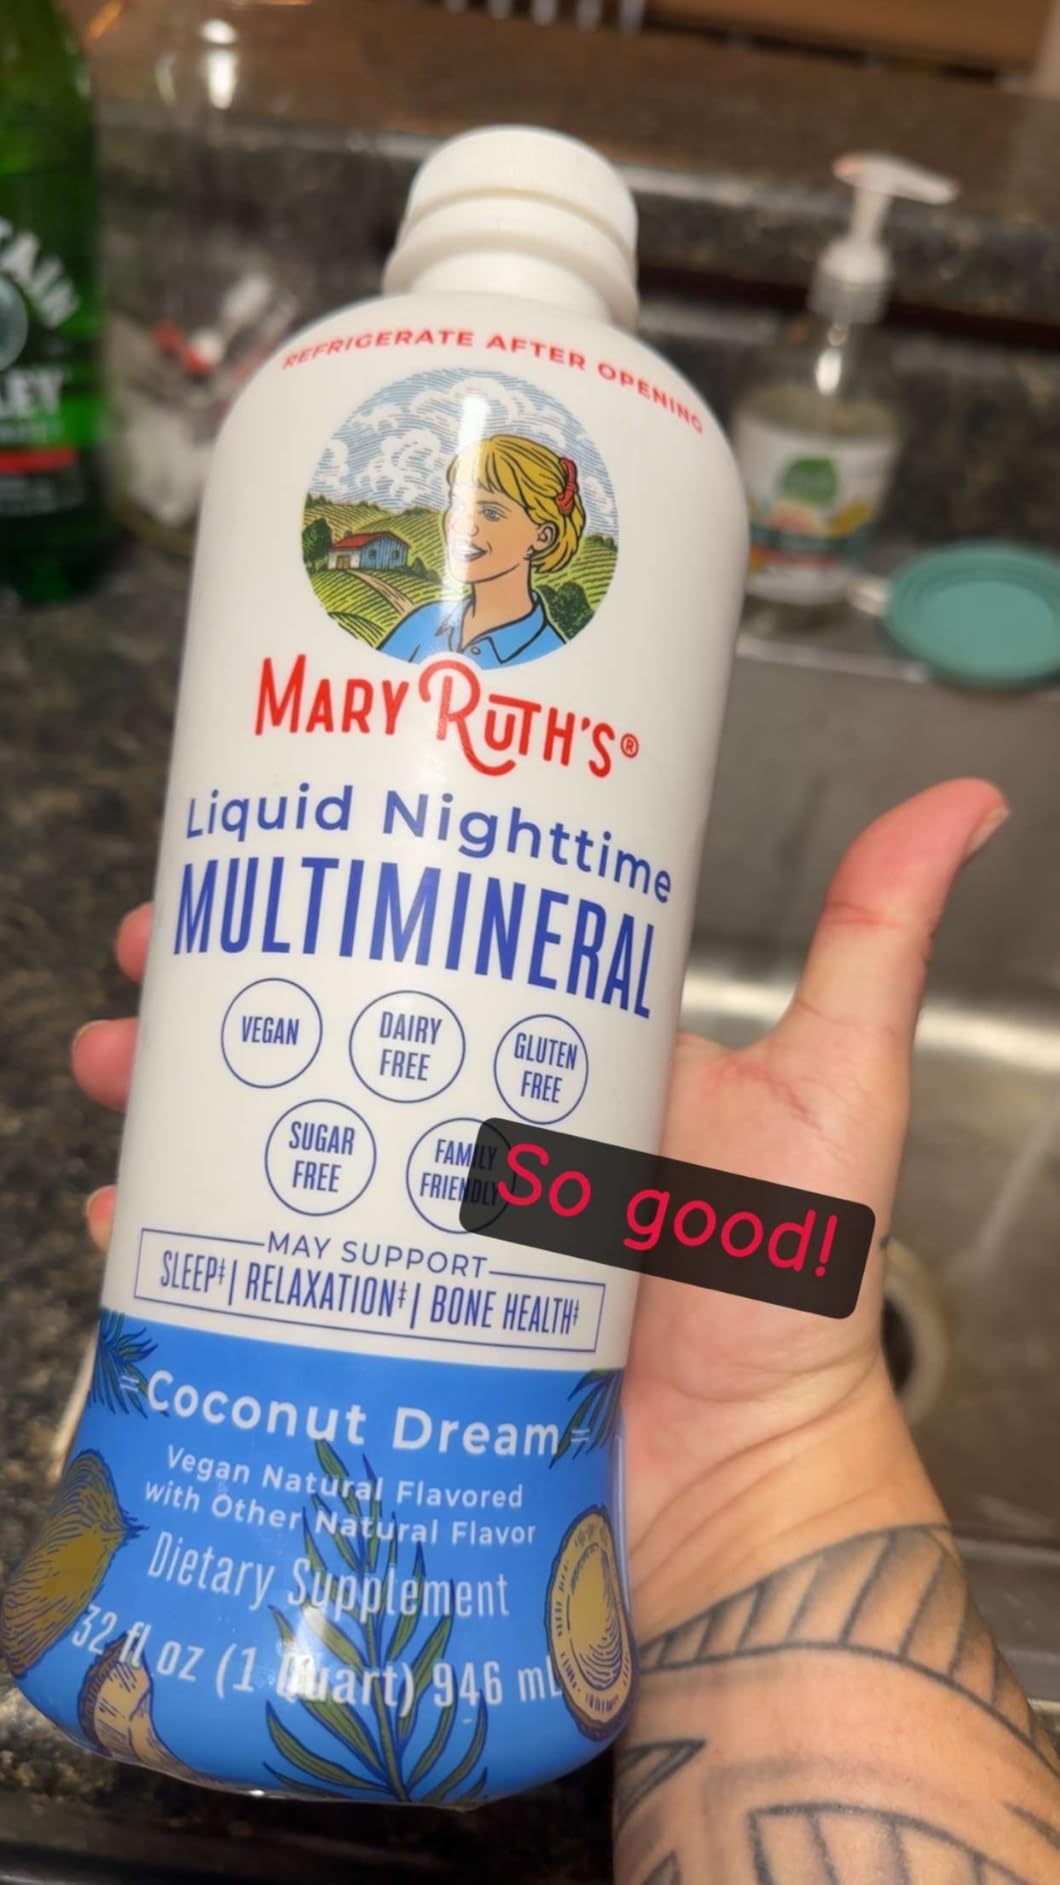 REFRIGERATE AFTER OPENING
MARY RUTH'S®
Liquid Nighttime
MULTIMINERAL
VEGAN
DAIRY
FREE
GLUTEN
FREE
SUGAR
FREE
FAMILY
FRIENDLY
So good!
MAY SUPPORT
SLEEP‡ | RELAXATION‡ | BONE HEALTH‡
Coconut Dream
Vegan Natural Flavored
with Other Natural Flavor
Dietary Supplement
32 fl oz (1 Quart) 946 mL